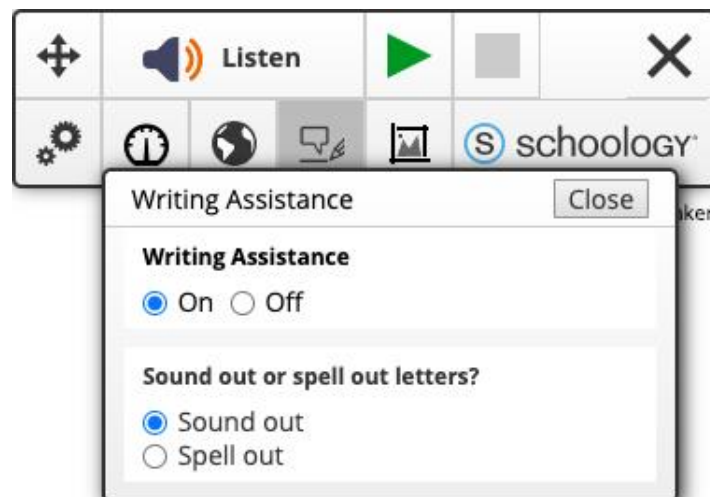 Listen
S schoology
Writing Assistance Close
Writing Assistance
On Off
Sound out or spell out letters?
Sound out
Spell out